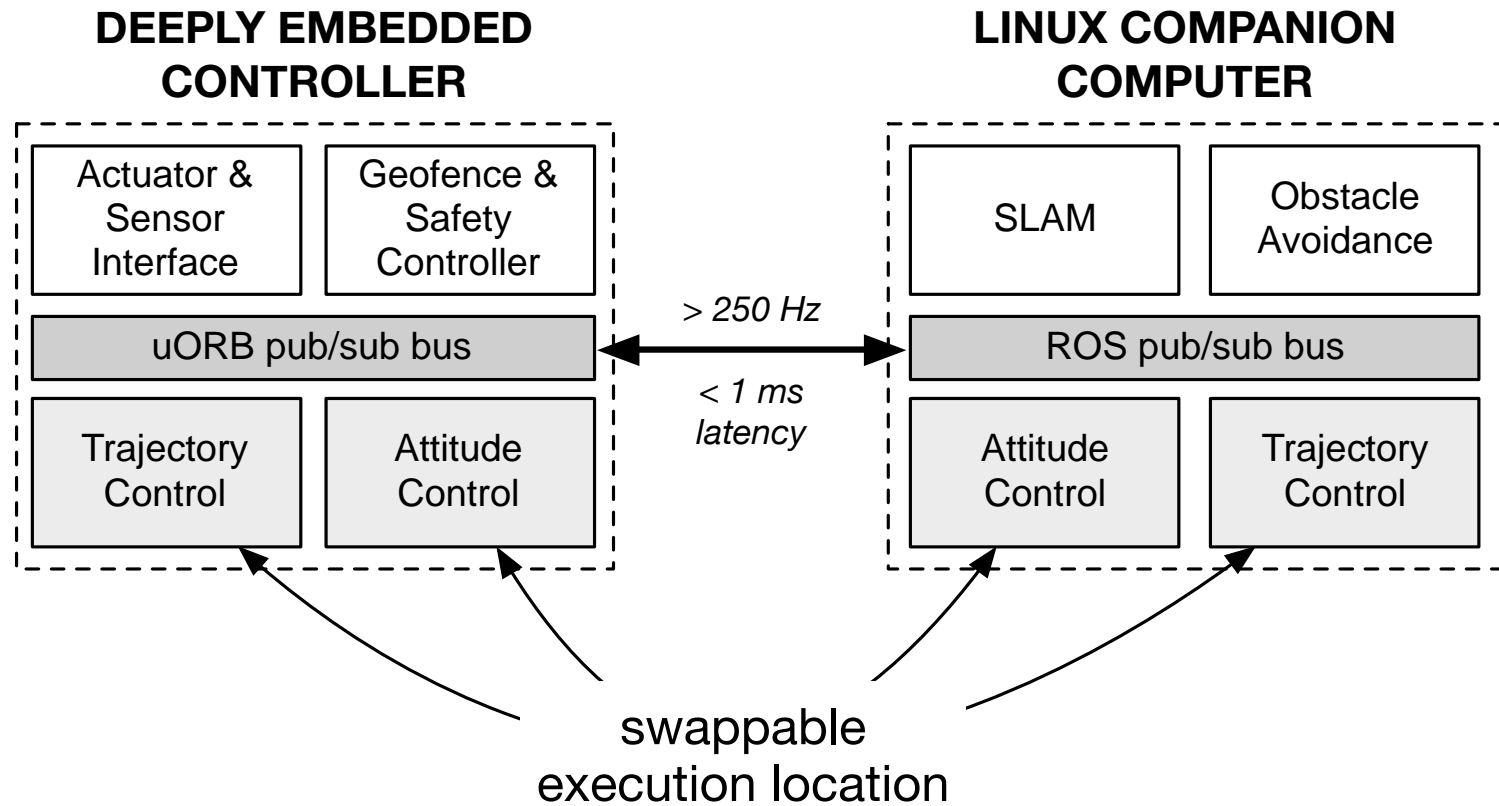 DEEPLY EMBEDDED
CONTROLLER
LINUX COMPANION
COMPUTER
Actuator &
Sensor
Interface
Geofence &
Safety
Controller
SLAM
Obstacle
Avoidance
uORB pub/sub bus
> 250 Hz
< 1 ms
latency
ROS pub/sub bus
Trajectory
Control
Attitude
Control
Attitude
Control
Trajectory
Control
swappable
execution location